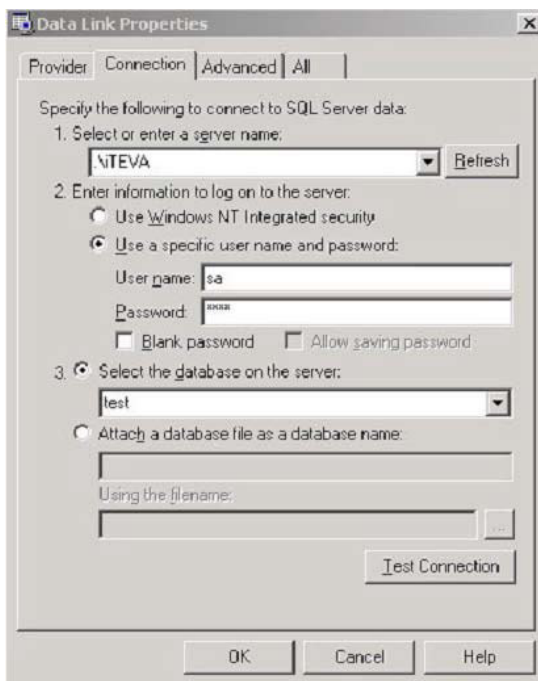 Data Link Properties
Provider Connection Advanced All
Specify the following to connect to SQL Server data:
1. Select or enter a server name:
.\iTEVA Refresh
2. Enter information to log on to the server:
Use Windows NT Integrated security
Use a specific user name and password:
User name: sa
Password: ****
Blank password Allow saving password
3. Select the database on the server:
test
Attach a database file as a database name:
Using the filename:
...
Test Connection
OK Cancel Help